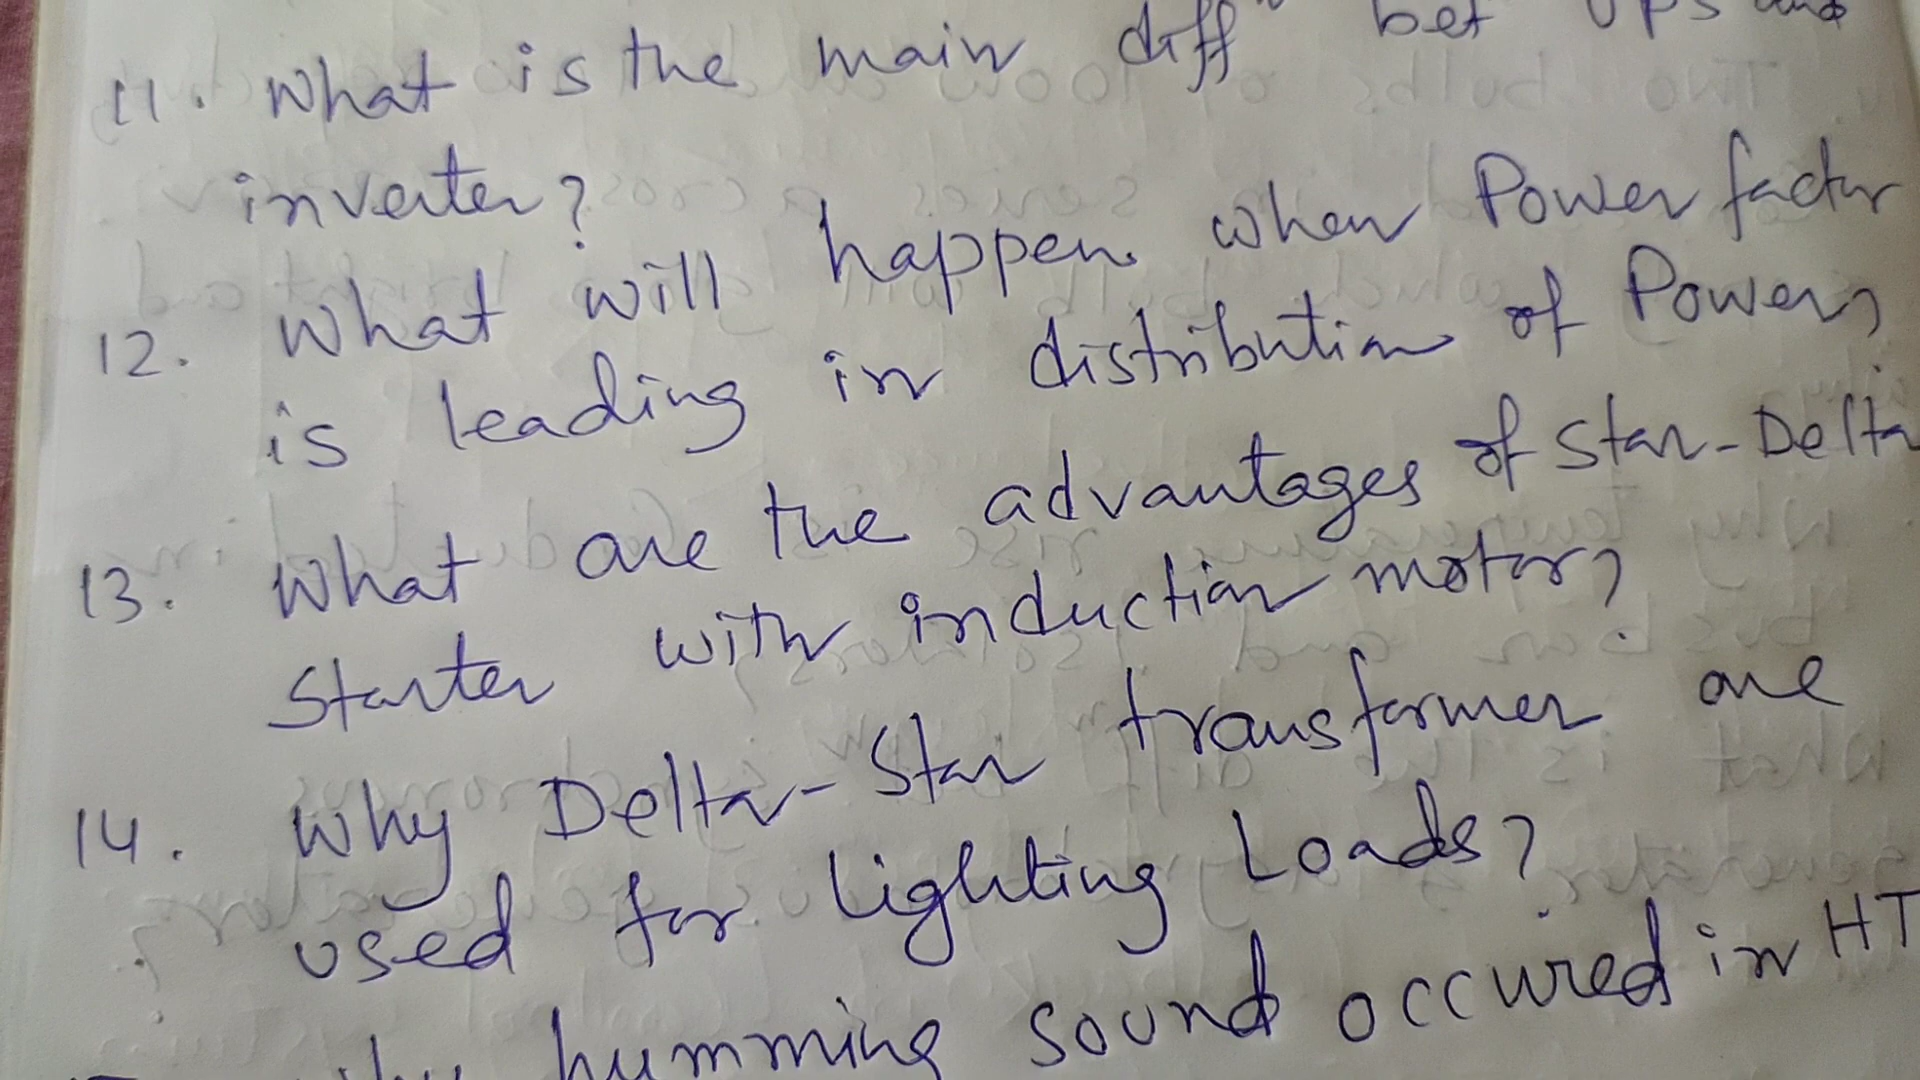 11. What is the main diffn bet UPS and
inverter?
12. What will happen when Power factor
is leading in distribution of Power?
13. What are the advantages of Star-Delta
Starter with induction motor?
14. Why Delta-Star transformer are
used for Lighting Loads?
humming sound occured in HT